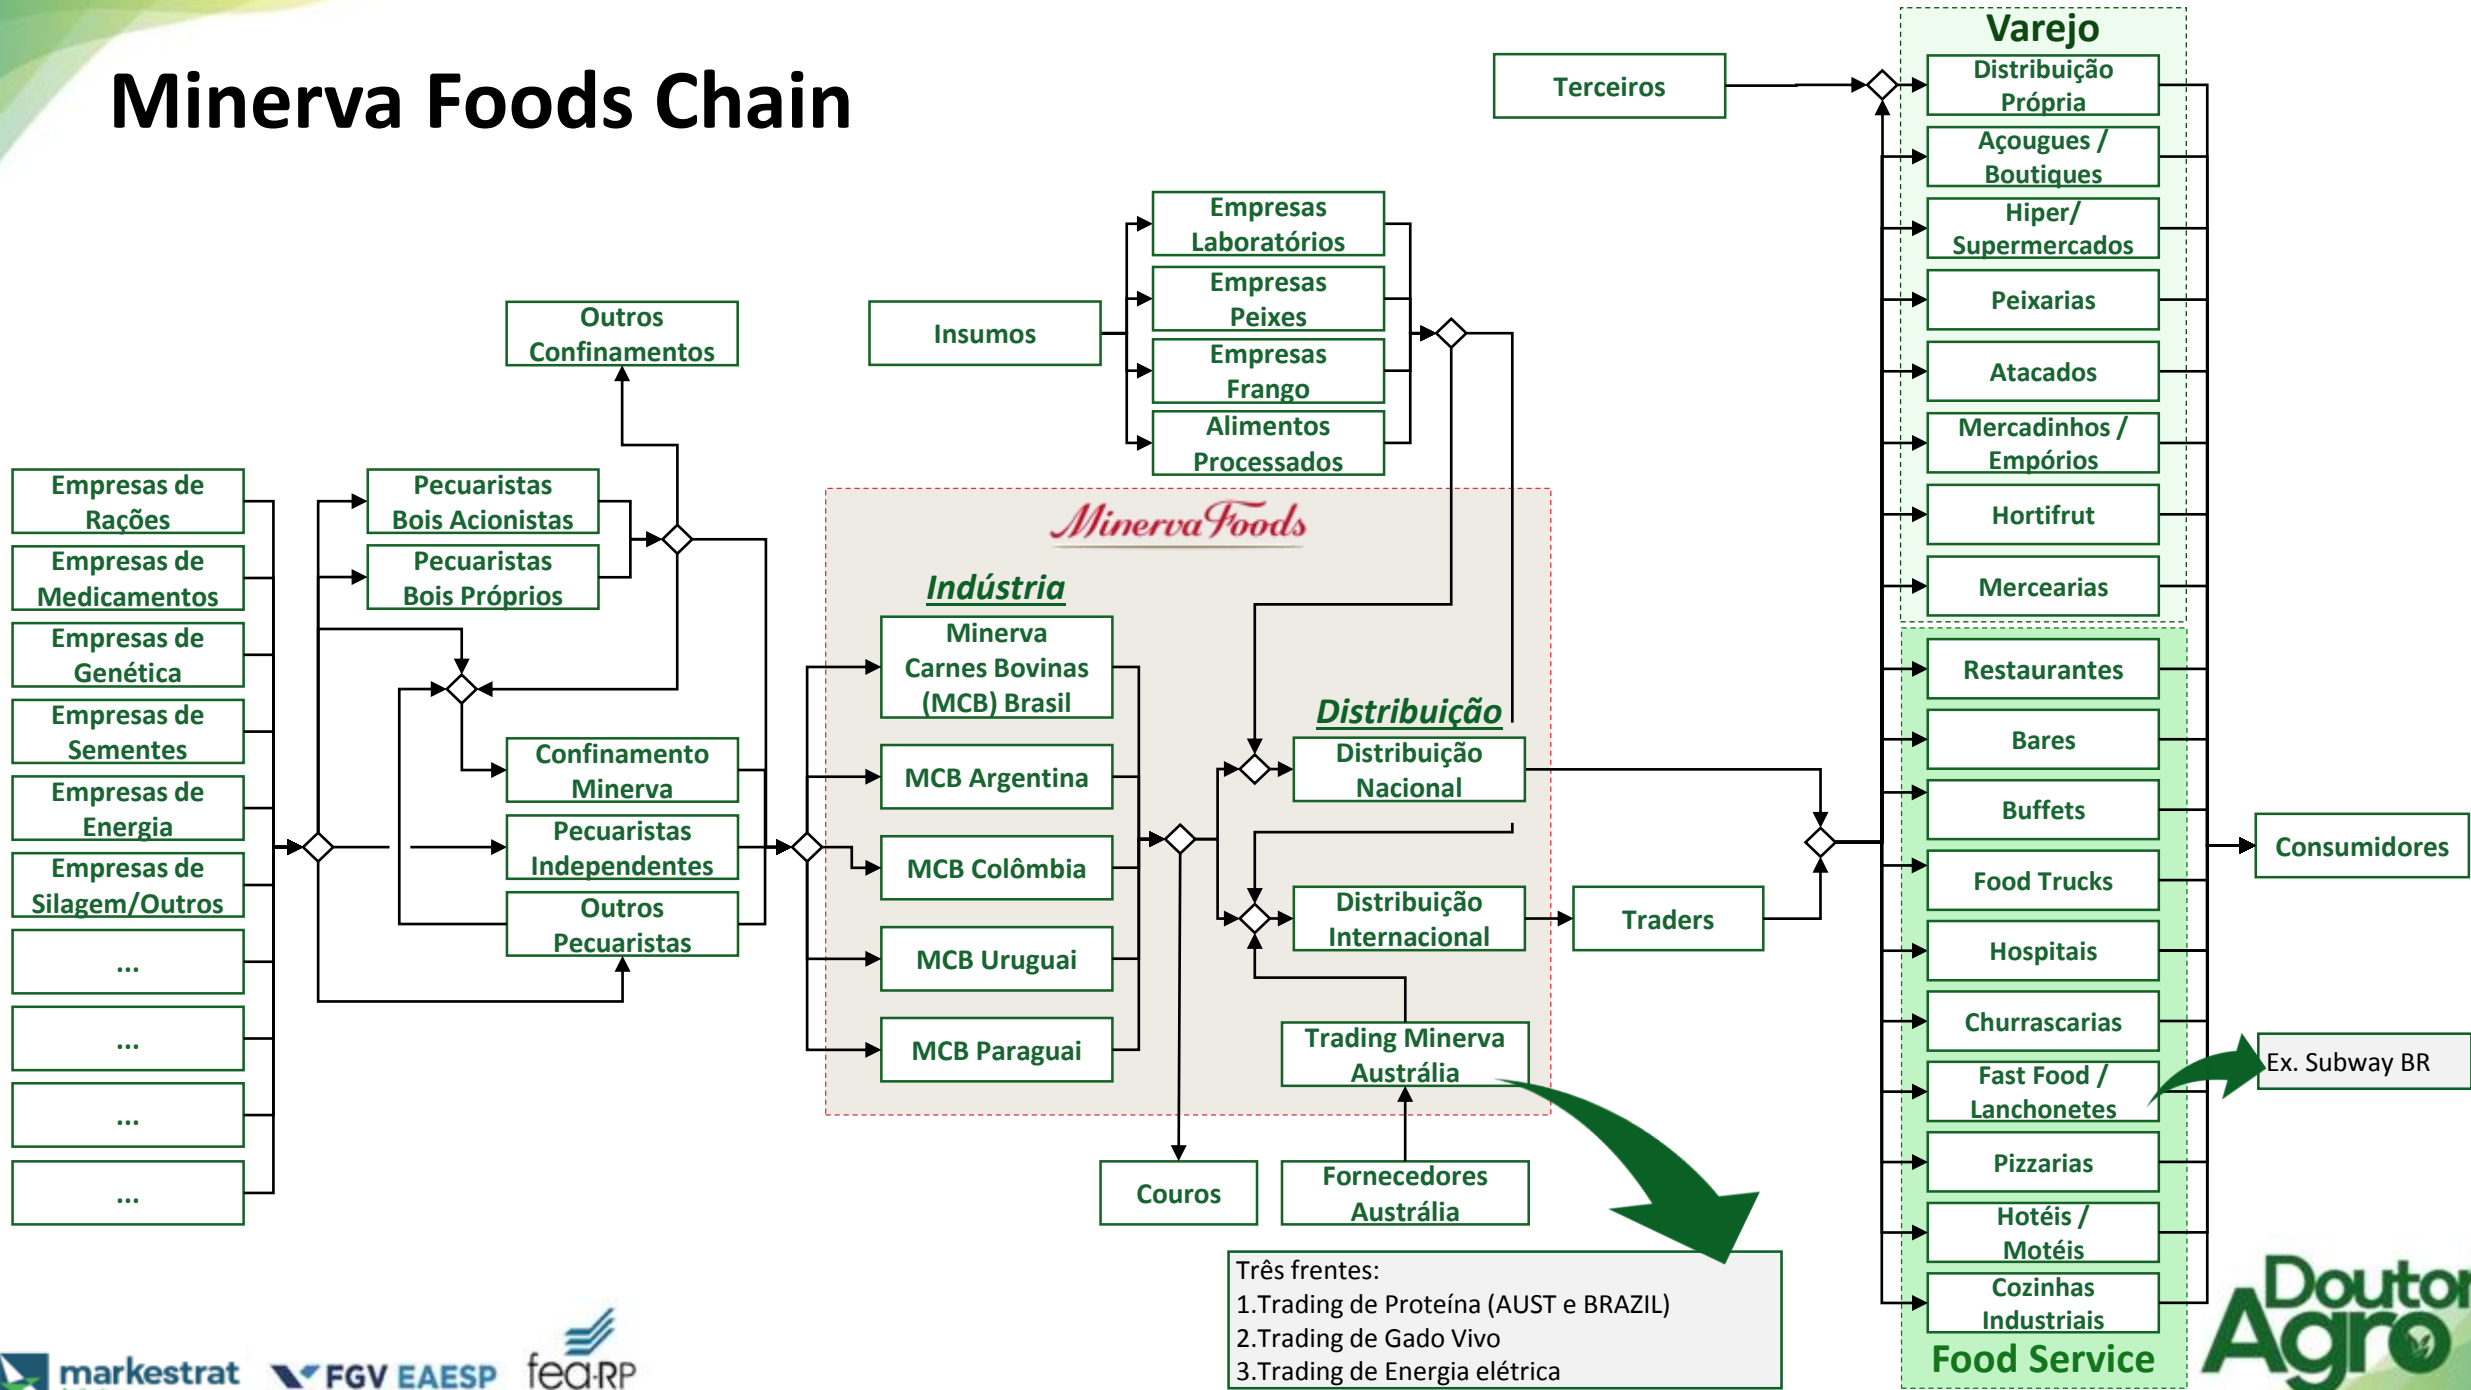 Minerva Foods Chain
Empresas de
Rações
Empresas de
Medicamentos
Empresas de
Genética
Empresas de
Sementes
Empresas de
Energia
Empresas de
Silagem/Outros
...
...
...
...
Outros
Confinamentos
Pecuaristas
Bois Acionistas
Pecuaristas
Bois Próprios
Confinamento
Minerva
Pecuaristas
Independentes
Outros
Pecuaristas
Insumos
Empresas
Laboratórios
Empresas
Peixes
Empresas
Frango
Alimentos
Processados
Minerva Foods
Indústria
Minerva
Carnes Bovinas
(MCB) Brasil
MCB Argentina
MCB Colômbia
MCB Uruguai
MCB Paraguai
Distribuição
Distribuição
Nacional
Distribuição
Internacional
Trading Minerva
Austrália
Couros
Fornecedores
Austrália
Traders
Três frentes:
1.Trading de Proteína (AUST e BRAZIL)
2.Trading de Gado Vivo
3.Trading de Energia elétrica
Terceiros
Varejo
Distribuição
Própria
Açougues /
Boutiques
Hiper/
Supermercados
Peixarias
Atacados
Mercadinhos /
Empórios
Hortifrut
Mercearias
Restaurantes
Bares
Buffets
Food Trucks
Hospitais
Churrascarias
Fast Food /
Lanchonetes
Pizzarias
Hotéis /
Motéis
Cozinhas
Industriais
Food Service
Consumidores
Ex. Subway BR
markestrat
FGV EAESP
fea-RP
Doutor
Agro